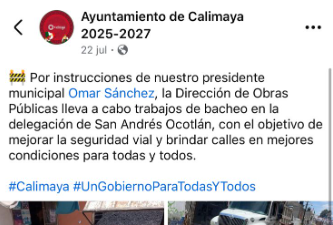 Ayuntamiento de Calimaya
2025-2027
22 jul ·
🚧 Por instrucciones de nuestro presidente
municipal Omar Sánchez, la Dirección de Obras
Públicas lleva a cabo trabajos de bacheo en la
delegación de San Andrés Ocotlán, con el objetivo de
mejorar la seguridad vial y brindar calles en mejores
condiciones para todas y todos.
#Calimaya #UnGobiernoParaTodasYTodos